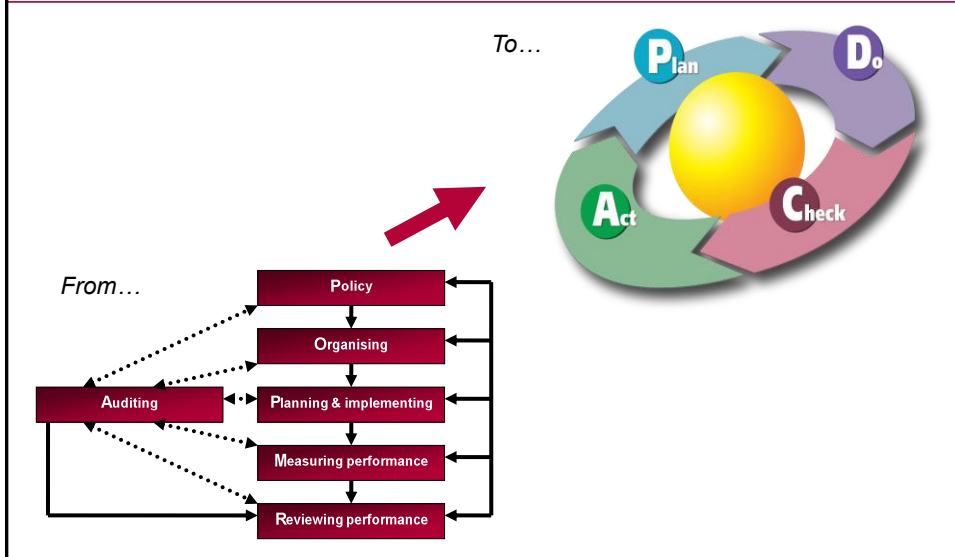 To…
Plan
Do
Act
Check
From…
Policy
Organising
Auditing
Planning & implementing
Measuring performance
Reviewing performance